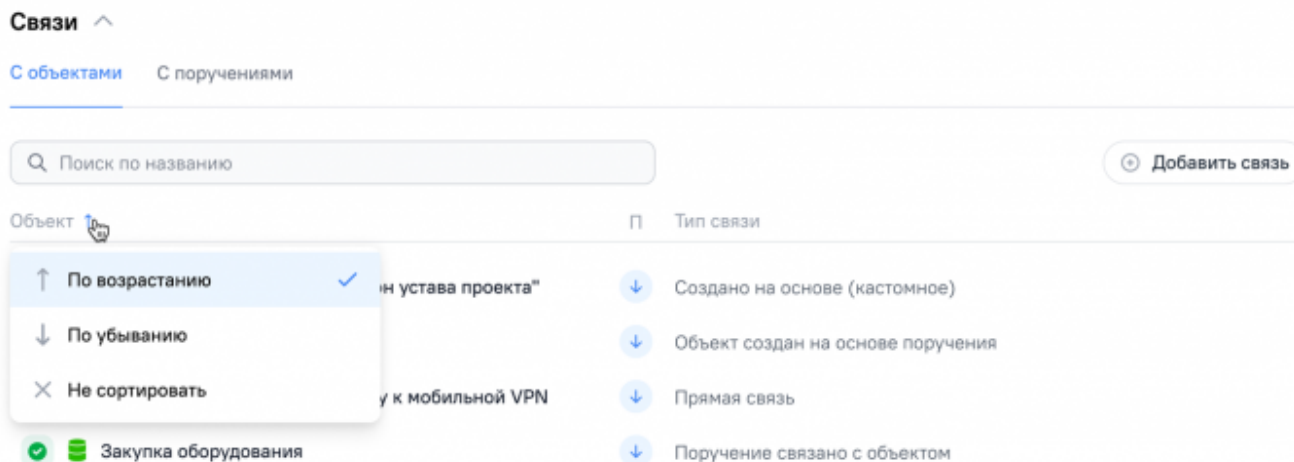 Связи
С объектами С поручениями
Поиск по названию Добавить связь
Объект П Тип связи
По возрастанию
устава проекта" Создано на основе (кастомное)
По убыванию
Объект создан на основе поручения
Не сортировать
к мобильной VPN Прямая связь
Закупка оборудования Поручение связано с объектом